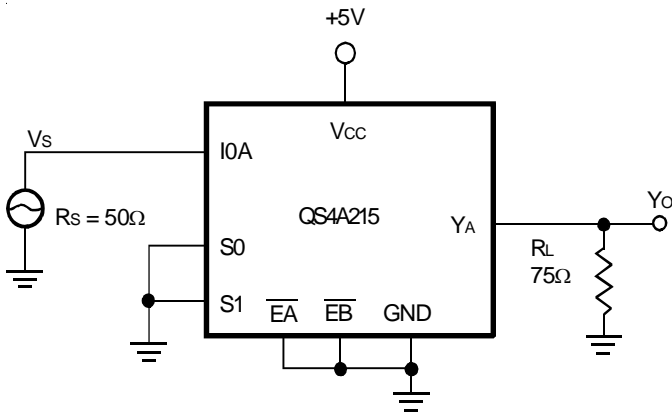 +5V
VCC
VS
I0A
RS = 50Ω
QS4A215
YA
YO
S0
RL
75Ω
S1
EA
EB
GND